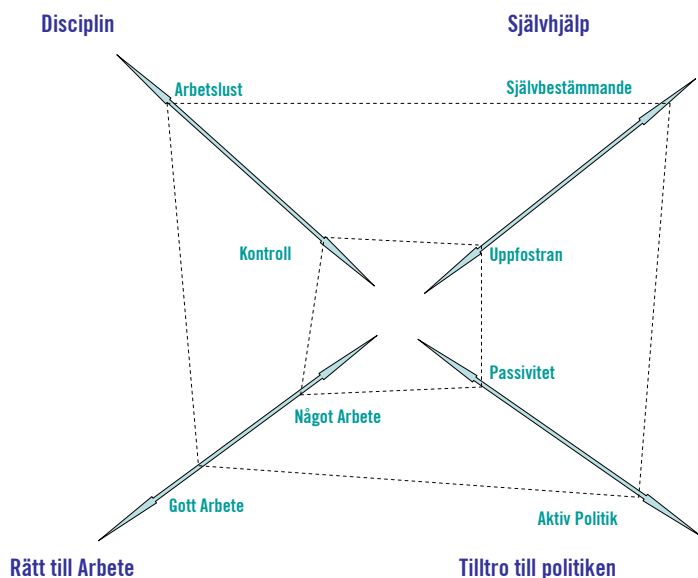 Disciplin
Självhjälp
Arbetslust
Självbestämmande
Kontroll
Uppfostran
Passivitet
Något Arbete
Gott Arbete
Aktiv Politik
Rätt till Arbete
Tilltro till politiken